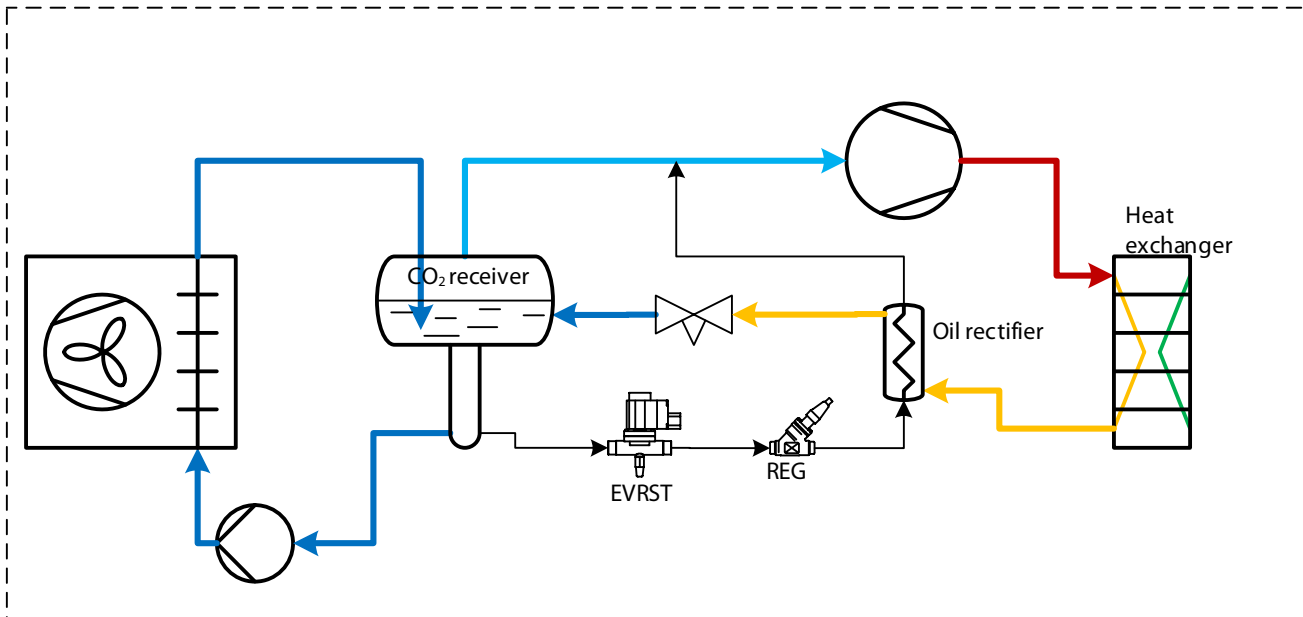 Heat
exchanger
CO₂ receiver
Oil rectifier
REG
EVRST